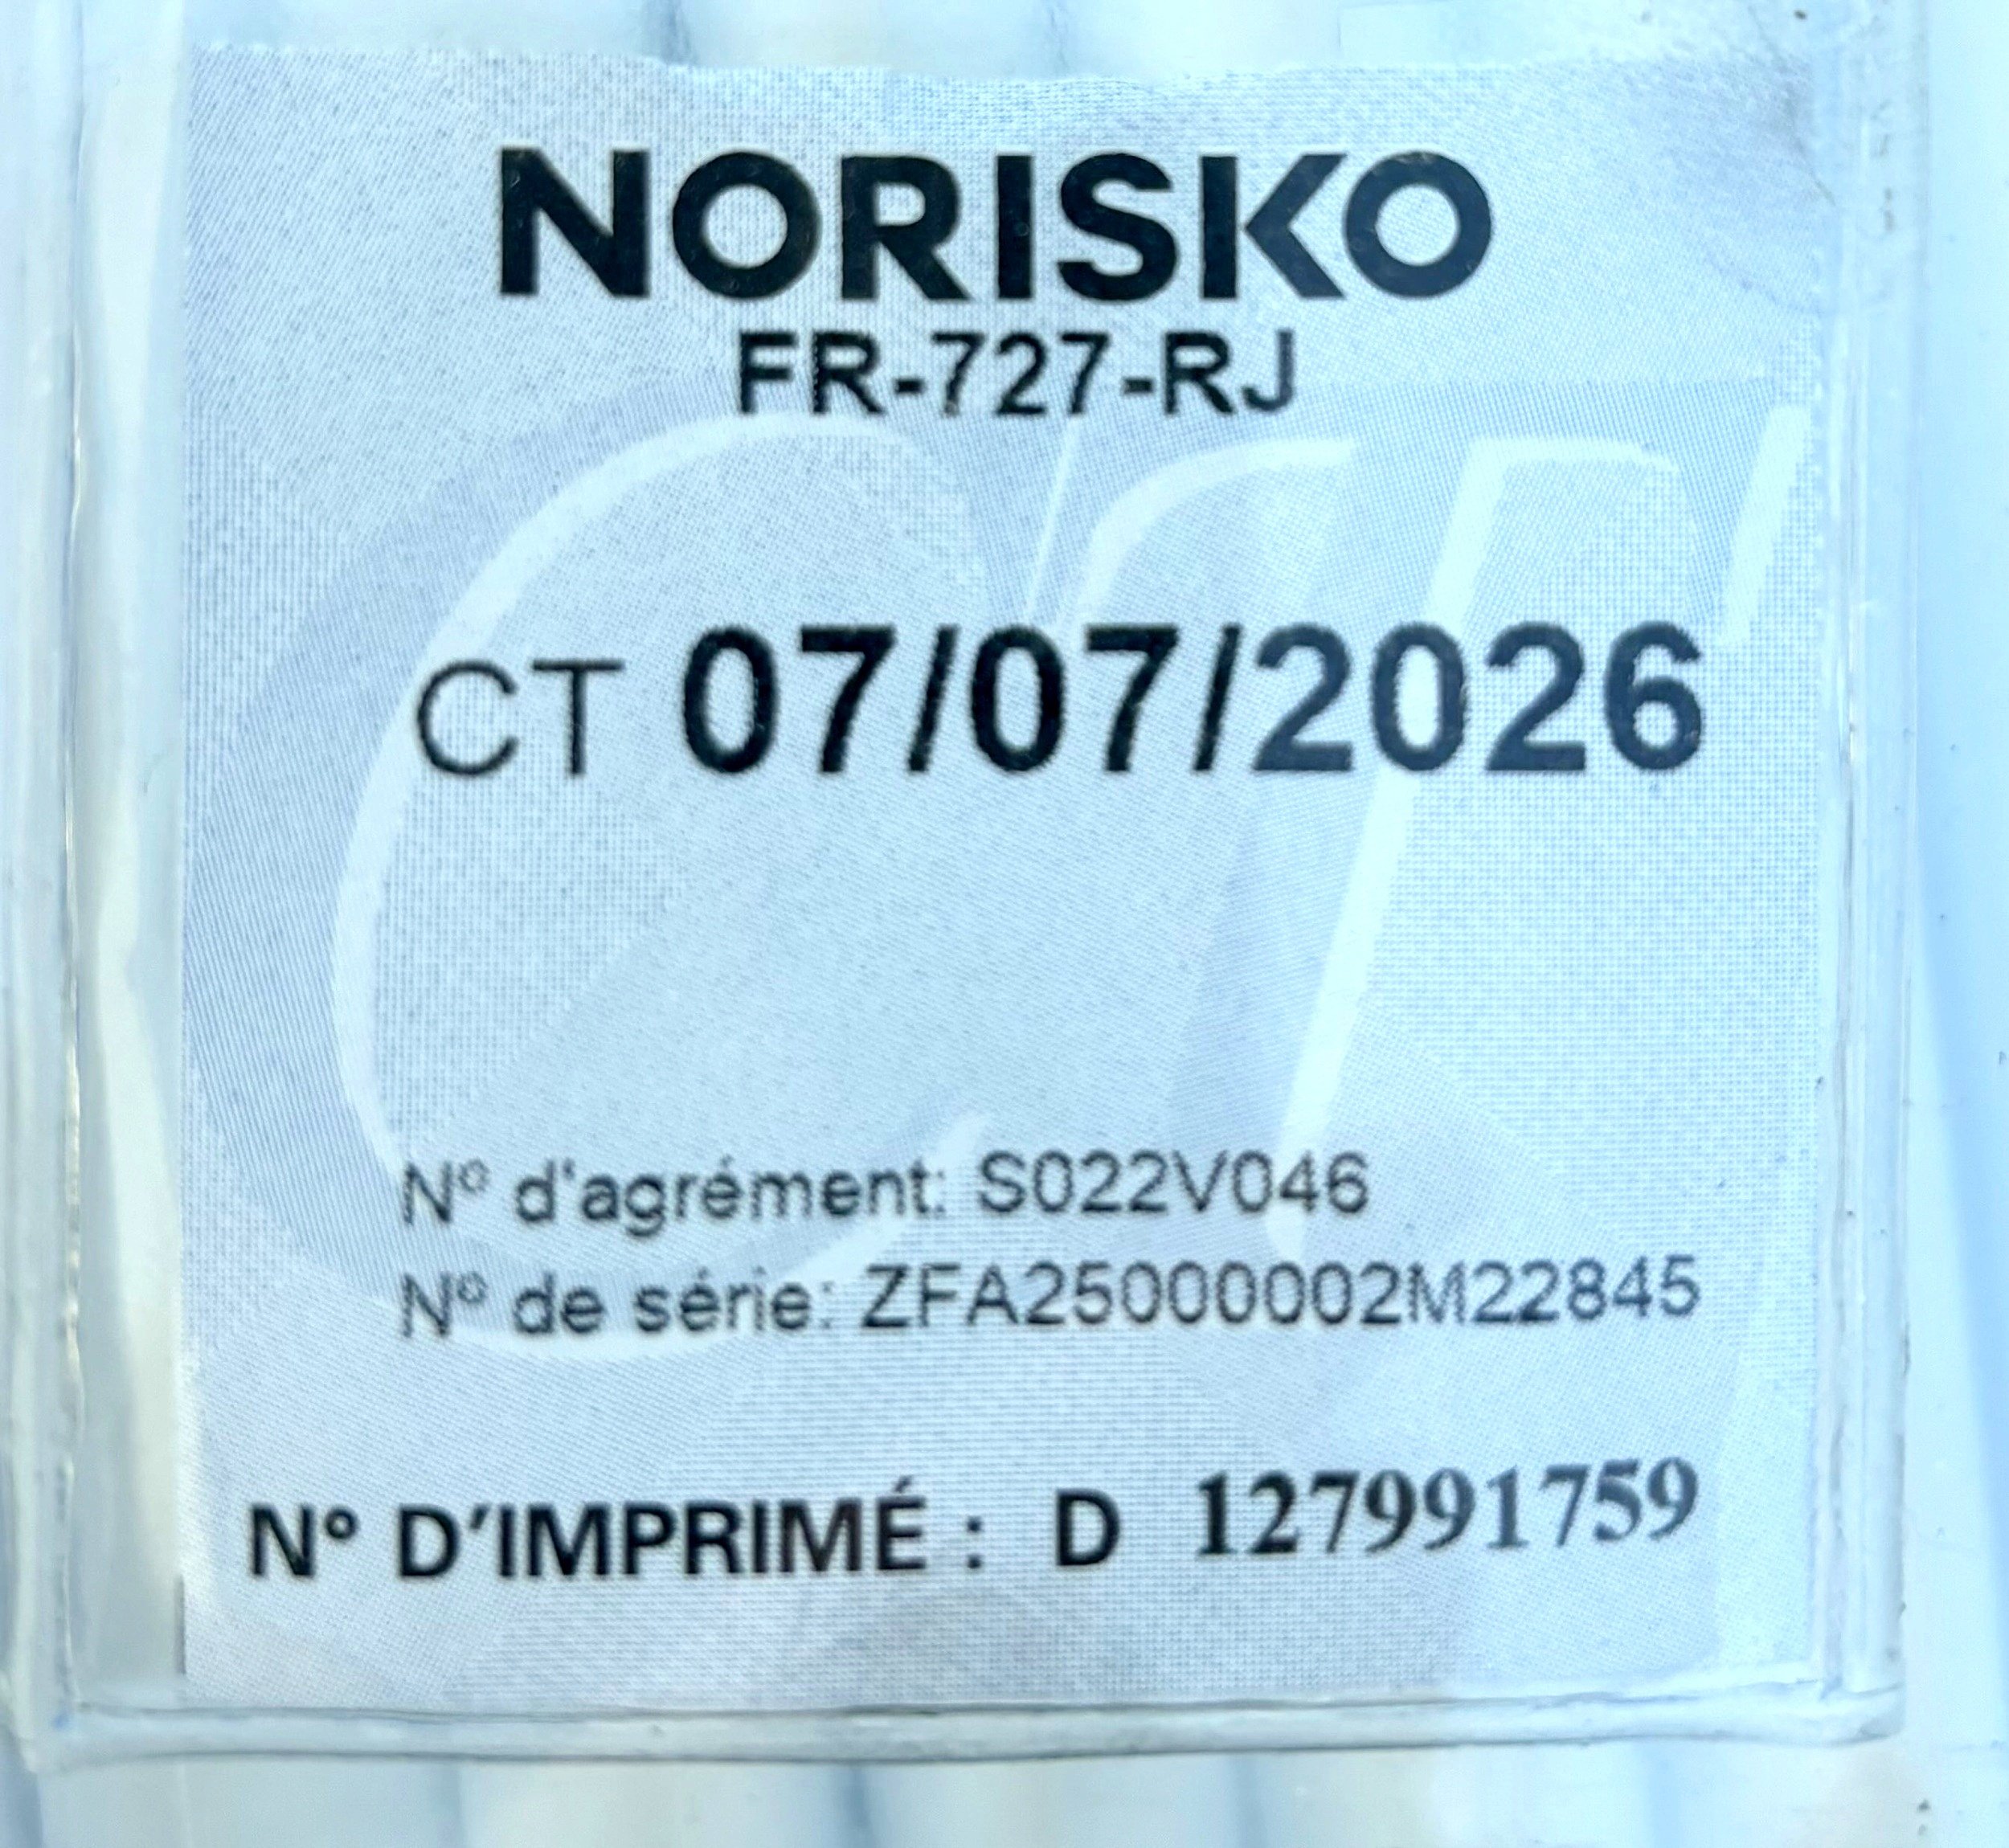 NORISKO
FR-727-RJ
CT 07/07/2026
N° d'agrément: S022V046
N° de série: ZFA25000002M22845
N° D'IMPRIMÉ : D 127991759